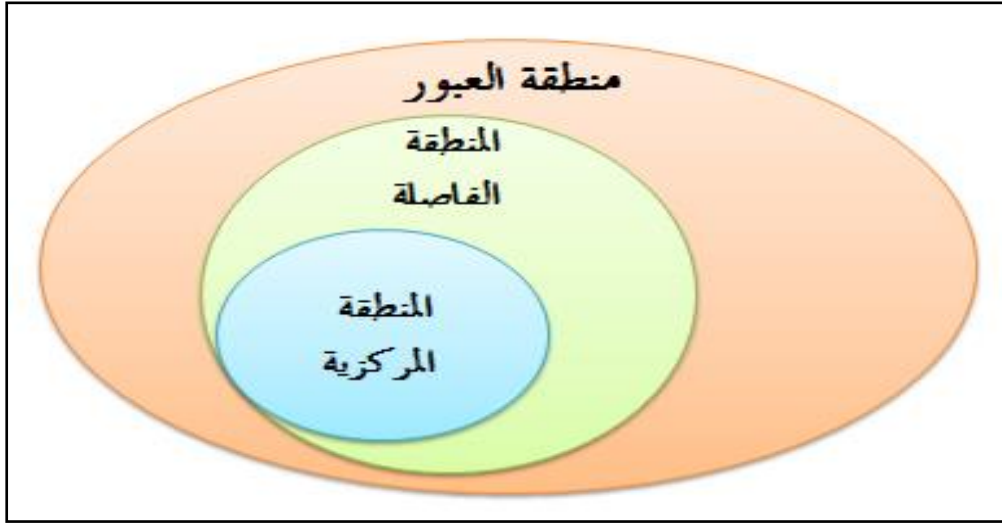 منطقة العبور
المنطقة
الفاصلة
المنطقة
المركزية